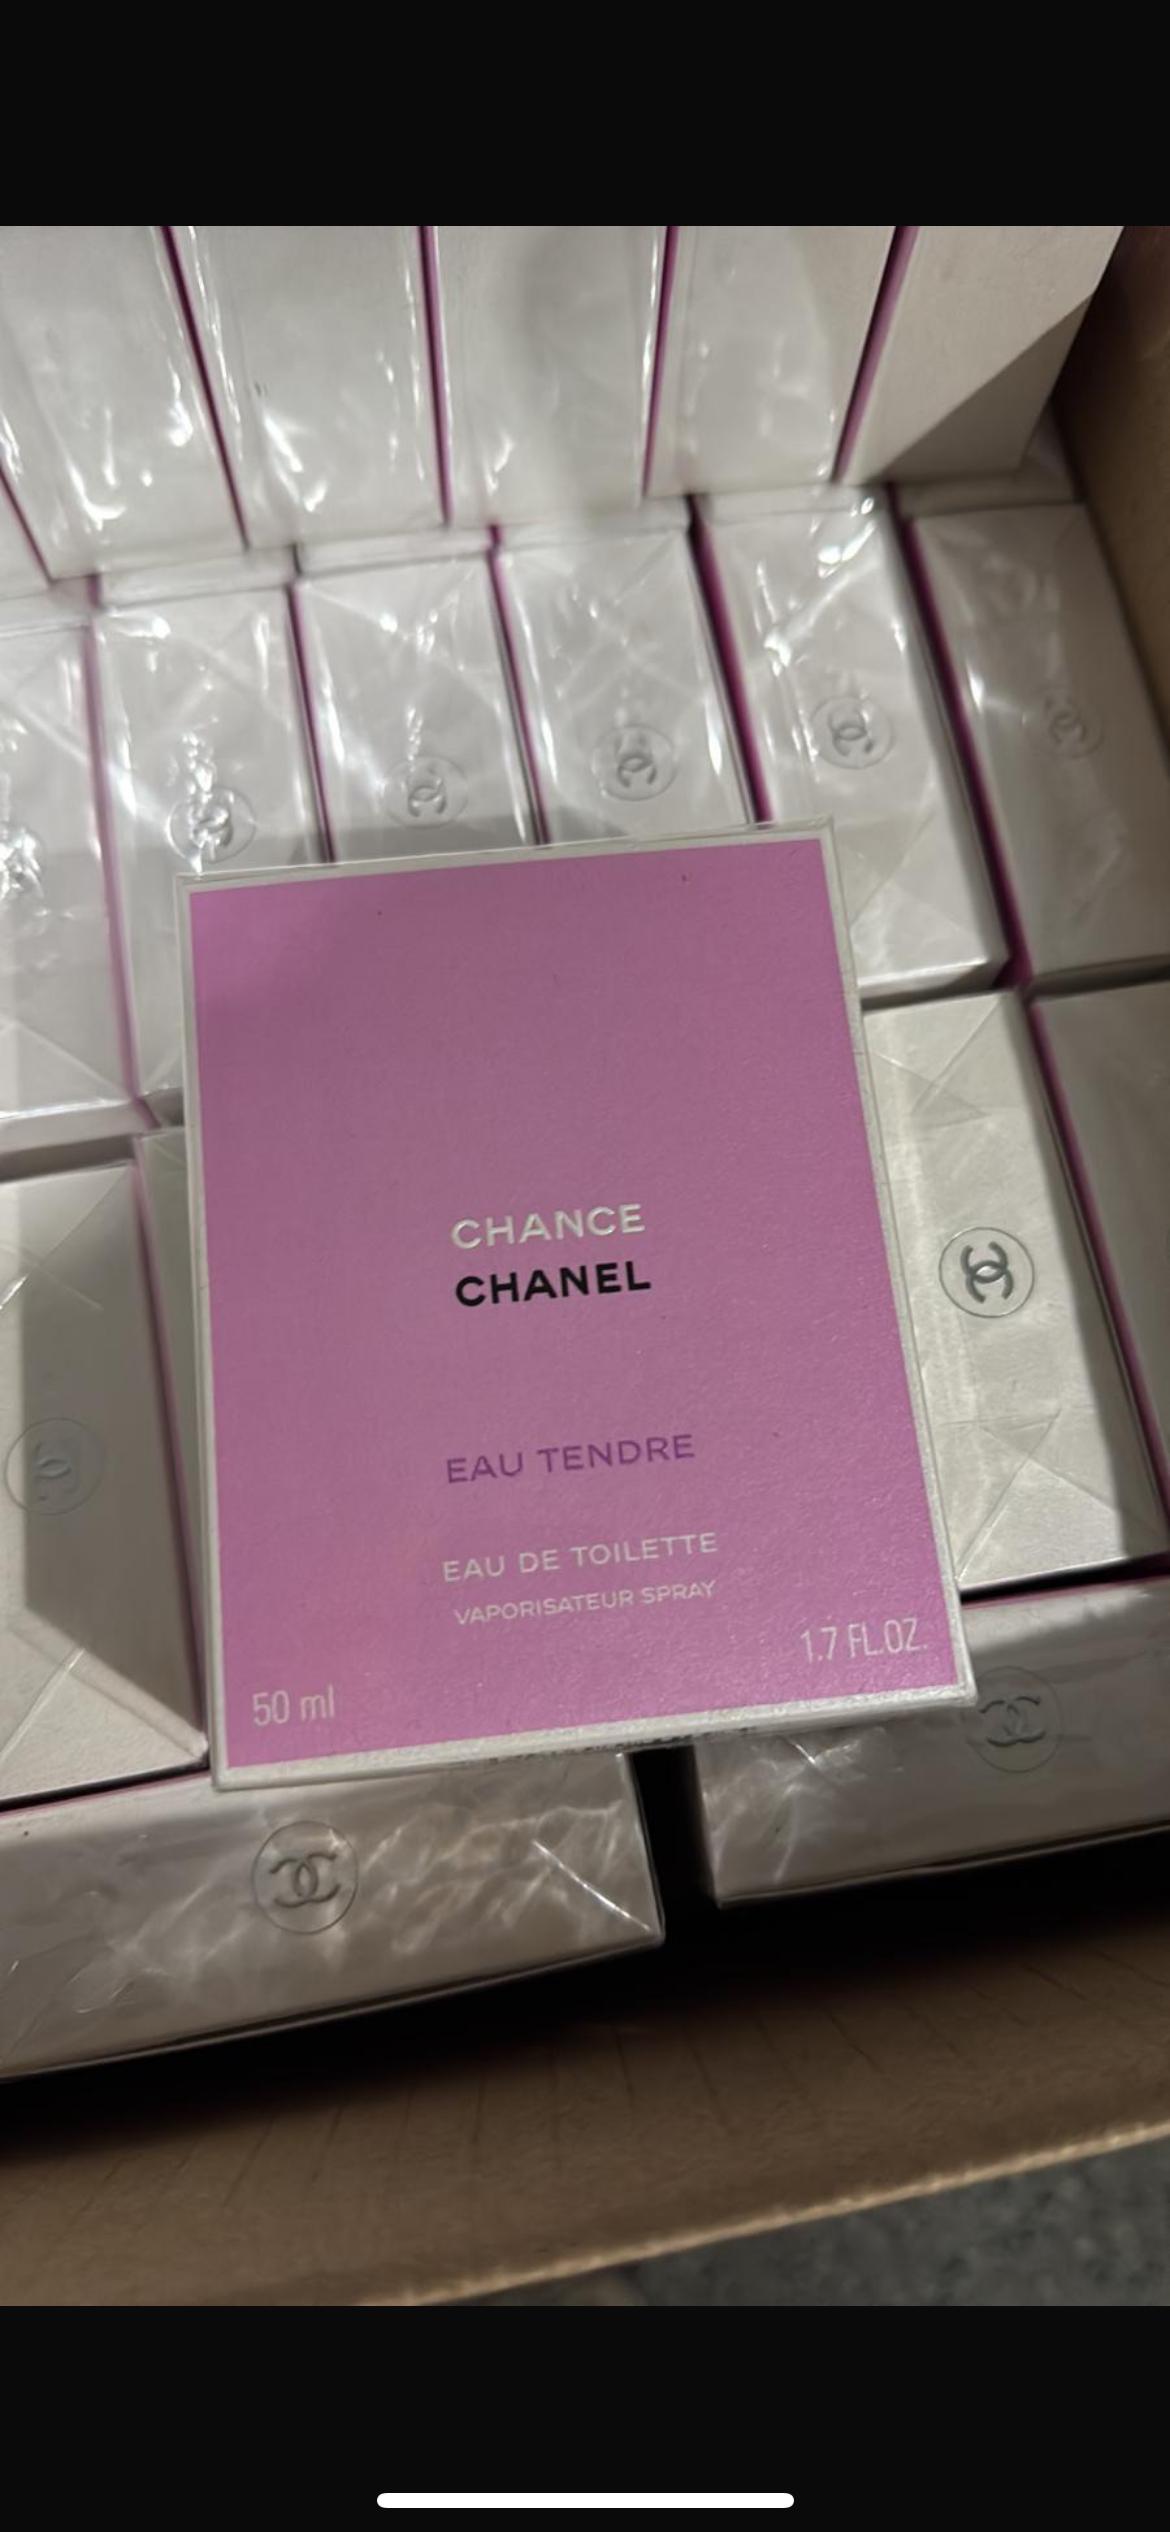 CHANCE
CHANEL
EAU TENDRE
EAU DE TOILETTE
VAPORISATEUR SPRAY
50 ml
1.7 FL.OZ.